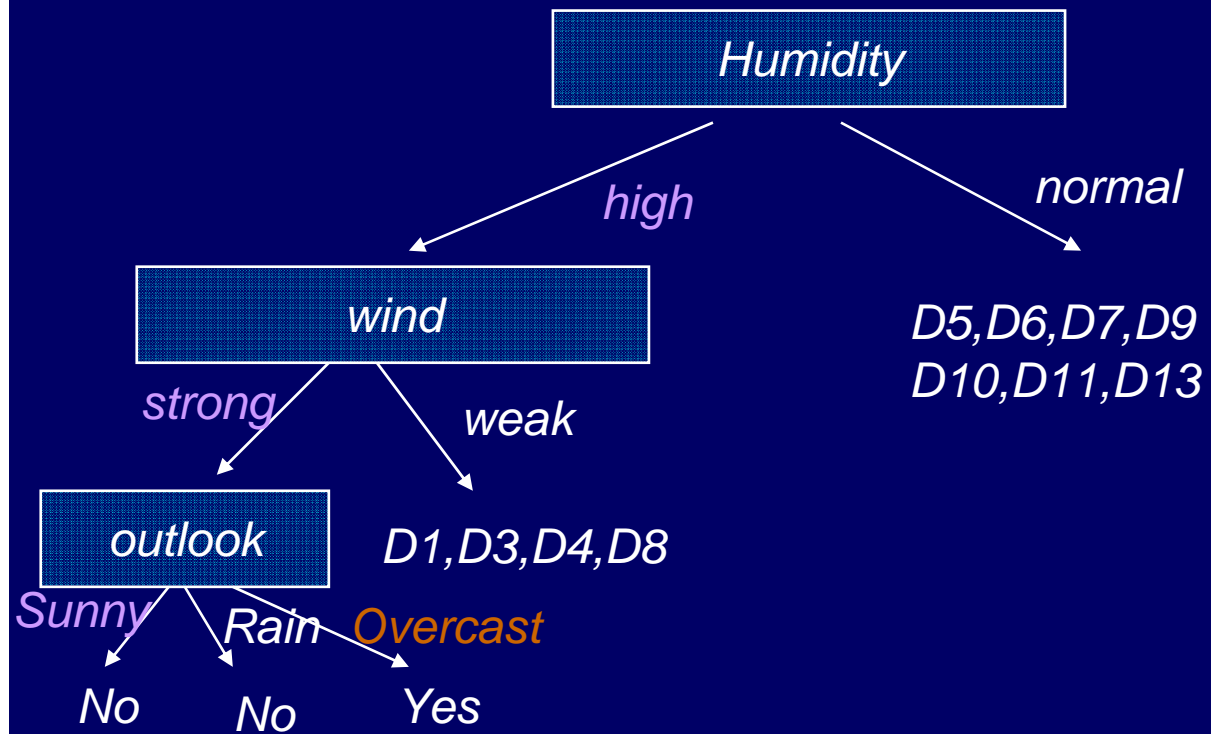 Humidity
high
normal
wind
D5,D6,D7,D9
D10,D11,D13
strong
weak
outlook
D1,D3,D4,D8
Sunny
Rain
Overcast
No
No
Yes